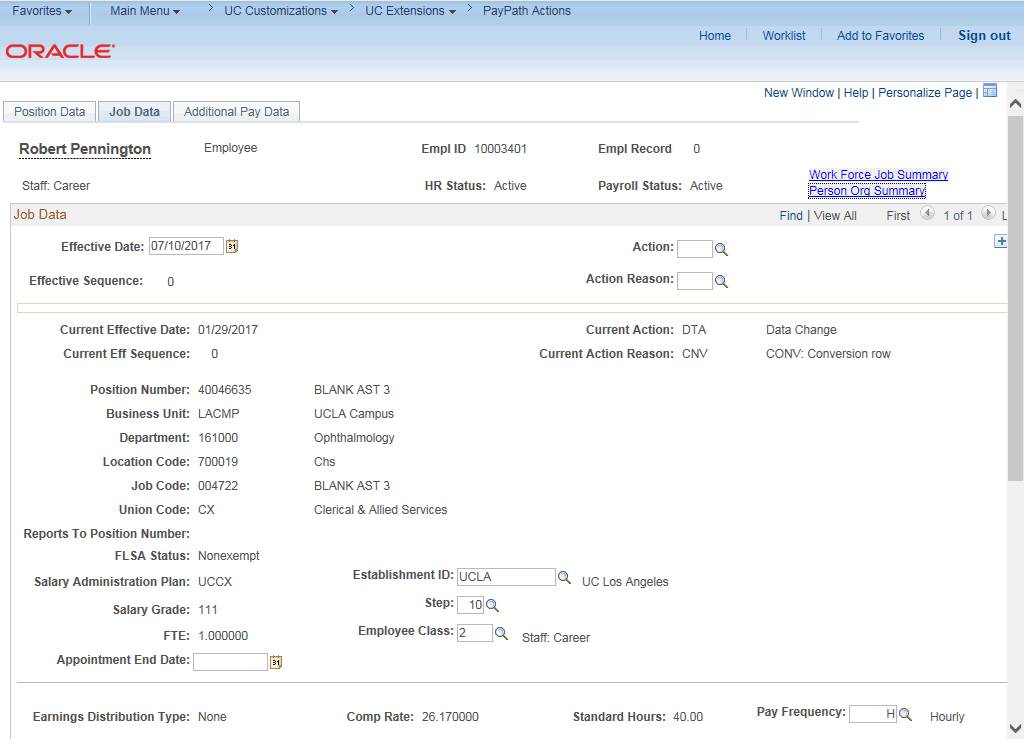 Favorites Main Menu > UC Customizations > UC Extensions > PayPath Actions
Home Worklist Add to Favorites Sign out
ORACLE
New Window | Help | Personalize Page |
Position Data Job Data Additional Pay Data
Robert Pennington Employee Empl ID 10003401 Empl Record 0
Staff: Career HR Status: Active Payroll Status: Active
Work Force Job Summary
Person Org Summary
Job Data Find | View All First 1 of 1 L
Effective Date: 07/10/2017 31 Action:
Effective Sequence: 0 Action Reason:
Current Effective Date: 01/29/2017 Current Action: DTA Data Change
Current Eff Sequence: 0 Current Action Reason: CNV CONV: Conversion row
Position Number: 40046635 BLANK AST 3
Business Unit: LACMP UCLA Campus
Department: 161000 Ophthalmology
Location Code: 700019 Chs
Job Code: 004722 BLANK AST 3
Union Code: CX Clerical & Allied Services
Reports To Position Number:
FLSA Status: Nonexempt
Salary Administration Plan: UCCX Establishment ID: UCLA UC Los Angeles
Salary Grade: 111 Step: 10
FTE: 1.000000 Employee Class: 2 Staff: Career
Appointment End Date: 31
Earnings Distribution Type: None Comp Rate: 26.170000 Standard Hours: 40.00 Pay Frequency: H Hourly